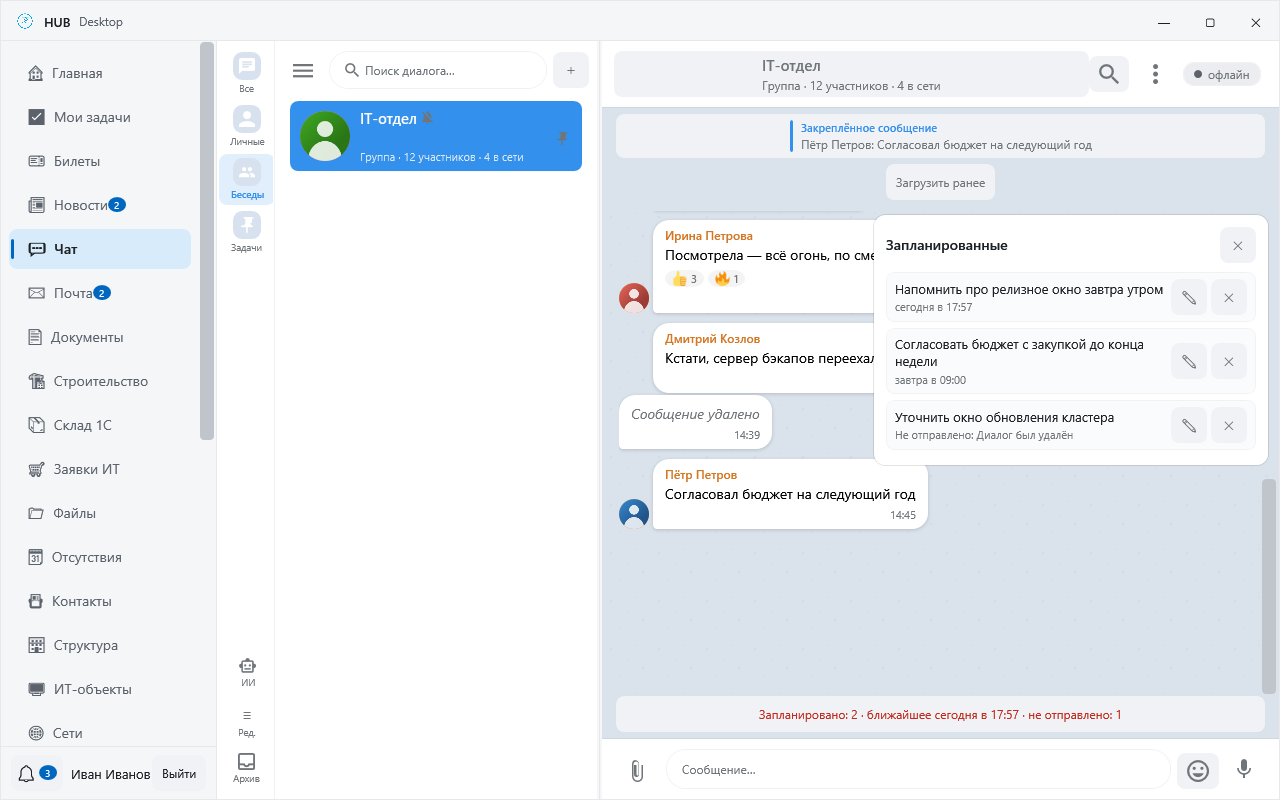 HUB Desktop
Главная
Мои задачи
Билеты
Новости 2
Чат
Почта 2
Документы
Строительство
Склад 1С
Заявки ИТ
Файлы
31 Отсутствия
Контакты
Структура
ИТ-объекты
Сети
3 Иван Иванов Выйти
Все
Личные
Беседы
Задачи
ИИ
Ред.
Архив
Поиск диалога...
+
IT-отдел
Группа · 12 участников · 4 в сети
IT-отдел
Группа · 12 участников · 4 в сети
офлайн
Закреплённое сообщение
Пётр Петров: Согласовал бюджет на следующий год
Загрузить ранее
Ирина Петрова
Посмотрела — всё огонь, по сме
3 1
Дмитрий Козлов
Кстати, сервер бэкапов переехал
Сообщение удалено
14:39
Пётр Петров
Согласовал бюджет на следующий год
14:45
Запланированные
Напомнить про релизное окно завтра утром
сегодня в 17:57
Согласовать бюджет с закупкой до конца
недели
завтра в 09:00
Уточнить окно обновления кластера
Не отправлено: Диалог был удалён
Запланировано: 2 · ближайшее сегодня в 17:57 · не отправлено: 1
Сообщение...